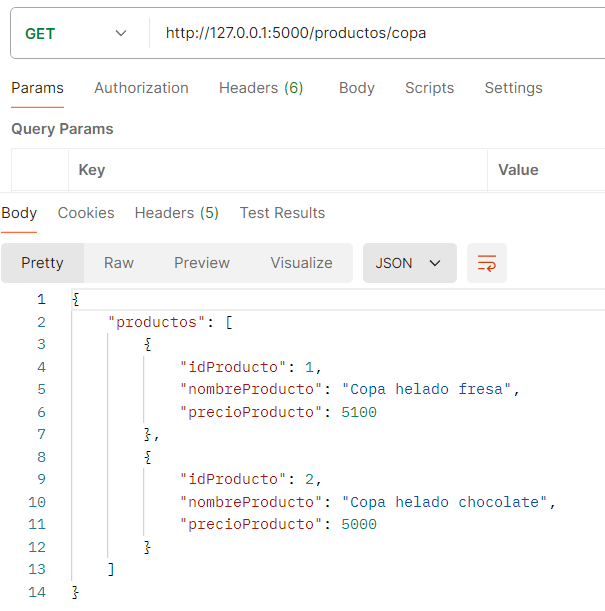 GET http://127.0.0.1:5000/productos/copa
Params Authorization Headers (6) Body Scripts Settings
Query Params
Key Value
Body Cookies Headers (5) Test Results
Pretty Raw Preview Visualize JSON
1 {
2 "productos": [
3 {
4 "idProducto": 1,
5 "nombreProducto": "Copa helado fresa",
6 "precioProducto": 5100
7 },
8 {
9 "idProducto": 2,
10 "nombreProducto": "Copa helado chocolate",
11 "precioProducto": 5000
12 }
13 ]
14 }